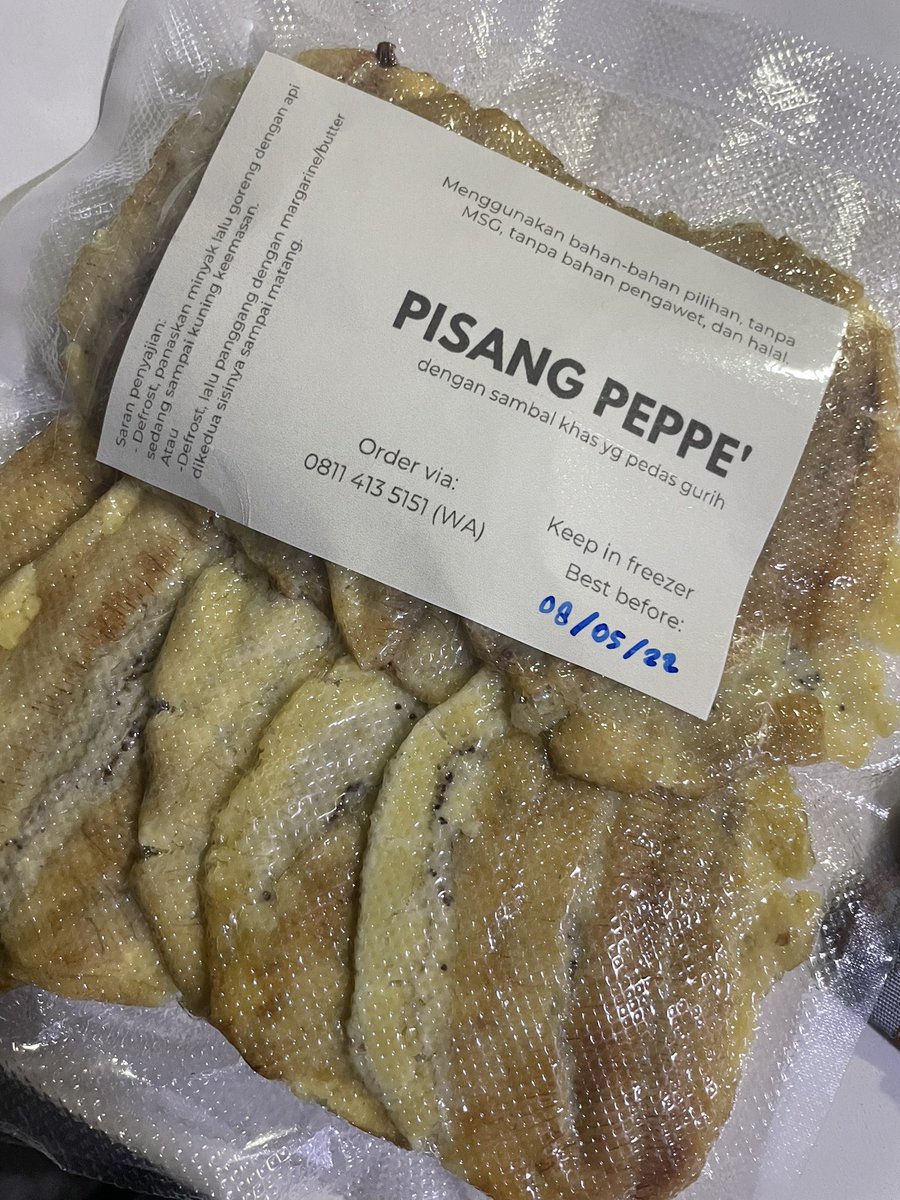 Menggunakan bahan-bahan pilihan, tanpa
MSG, tanpa bahan pengawet, dan halal.
PISANG PEPPE'
dengan sambal khas yg pedas gurih
Order via:
0811 413 5151 (WA)
Keep in freezer
Best before:
08/05/22
Saran penyajian:
- Defrost, panaskan minyak lalu goreng dengan api
sedang sampai kuning keemasan.
Atau
-Defrost, lalu panggang dengan margarine/butter
dikedua sisinya sampai matang.